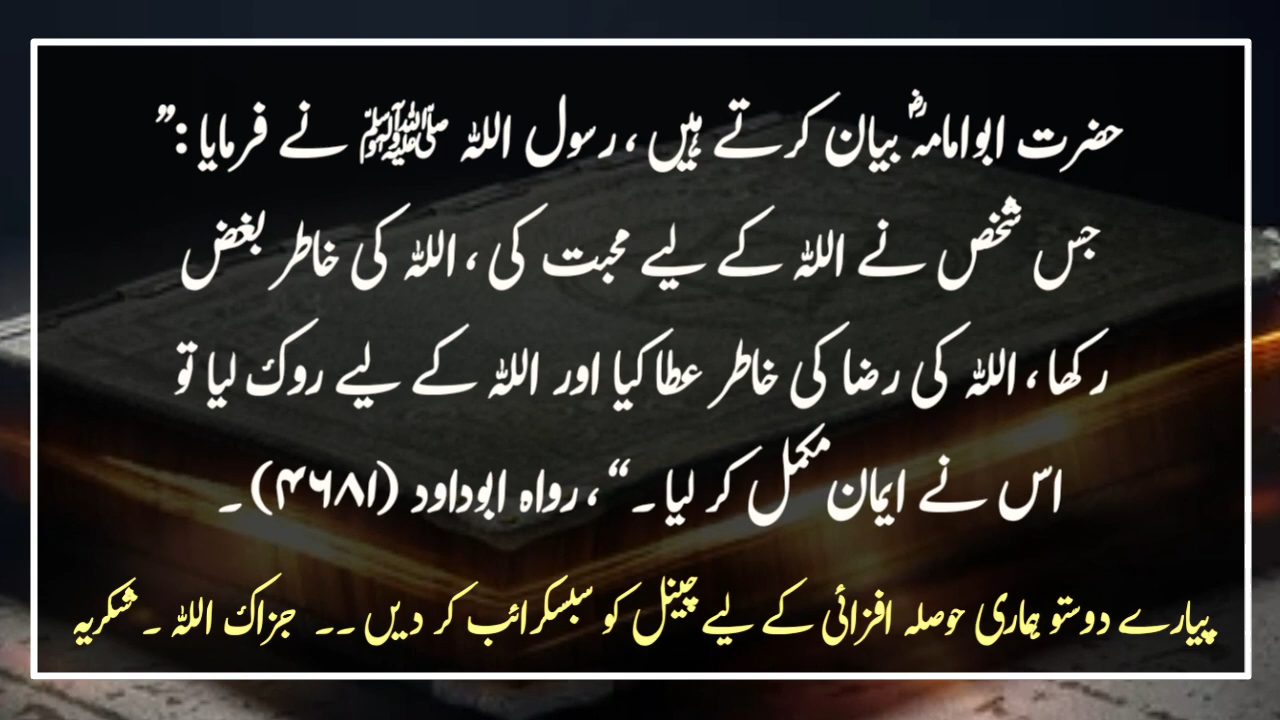 حضرت ابوامامہؓ بیان کرتے ہیں ، رسول اللہ ﷺ نے فرمایا :”
جس شخص نے اللہ کے لیے محبت کی ، اللہ کی خاطر بغض
رکھا ، اللہ کی رضا کی خاطر عطا کیا اور اللہ کے لیے روک لیا تو
اس نے ایمان مکمل کر لیا ۔“ ، رواہ ابوداود (۴۶۸۱) ۔
پیارے دوستو ہماری حوصلہ افزائی کے لیے چینل کو سبسکرائب کر دیں ۔۔ جزاک اللہ ۔ شکریہ